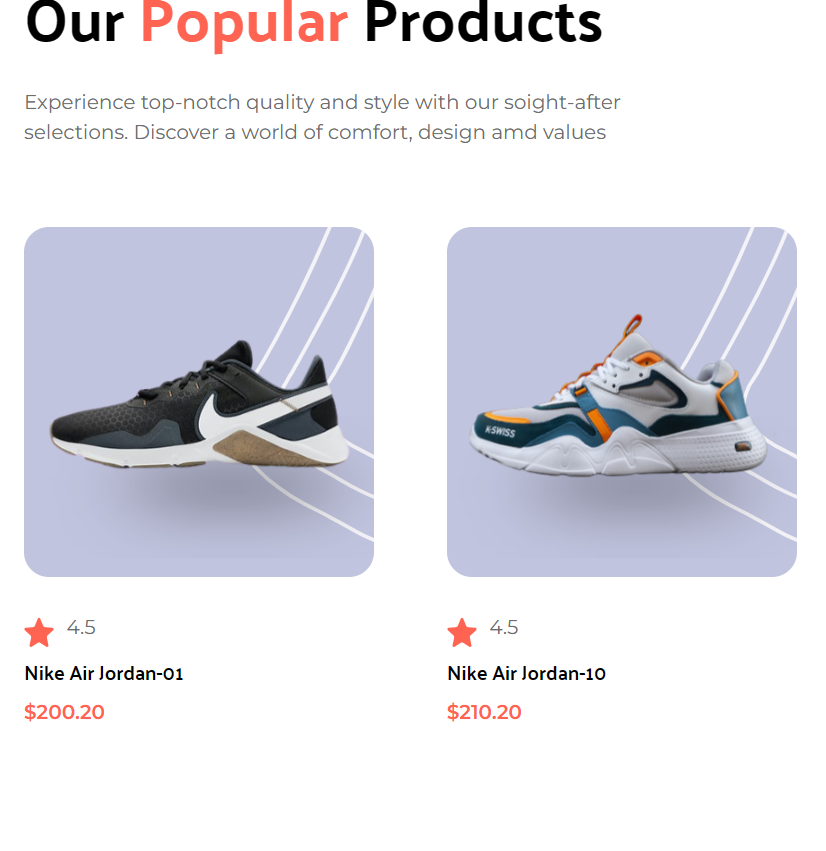 Our Popular Products
Experience top-notch quality and style with our soight-after
selections. Discover a world of comfort, design amd values
K-SWISS
4.5
4.5
Nike Air Jordan-01
Nike Air Jordan-10
$200.20
$210.20